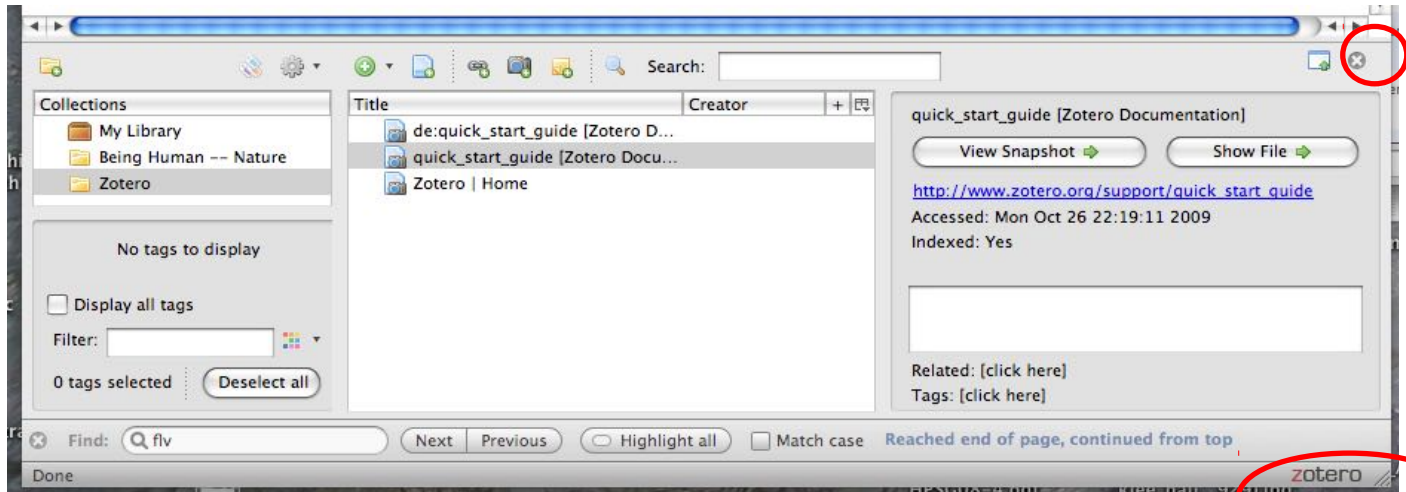 Search:
Collections
My Library
Being Human -- Nature
Zotero
No tags to display
Display all tags
Filter:
0 tags selected Deselect all
Title Creator +
de:quick_start_guide [Zotero D...
quick_start_guide [Zotero Docu...
Zotero | Home
quick_start_guide [Zotero Documentation]
View Snapshot Show File
http://www.zotero.org/support/quick_start_guide
Accessed: Mon Oct 26 22:19:11 2009
Indexed: Yes
Related: [click here]
Tags: [click here]
Find: flv Next Previous Highlight all Match case Reached end of page, continued from top
Done zotero